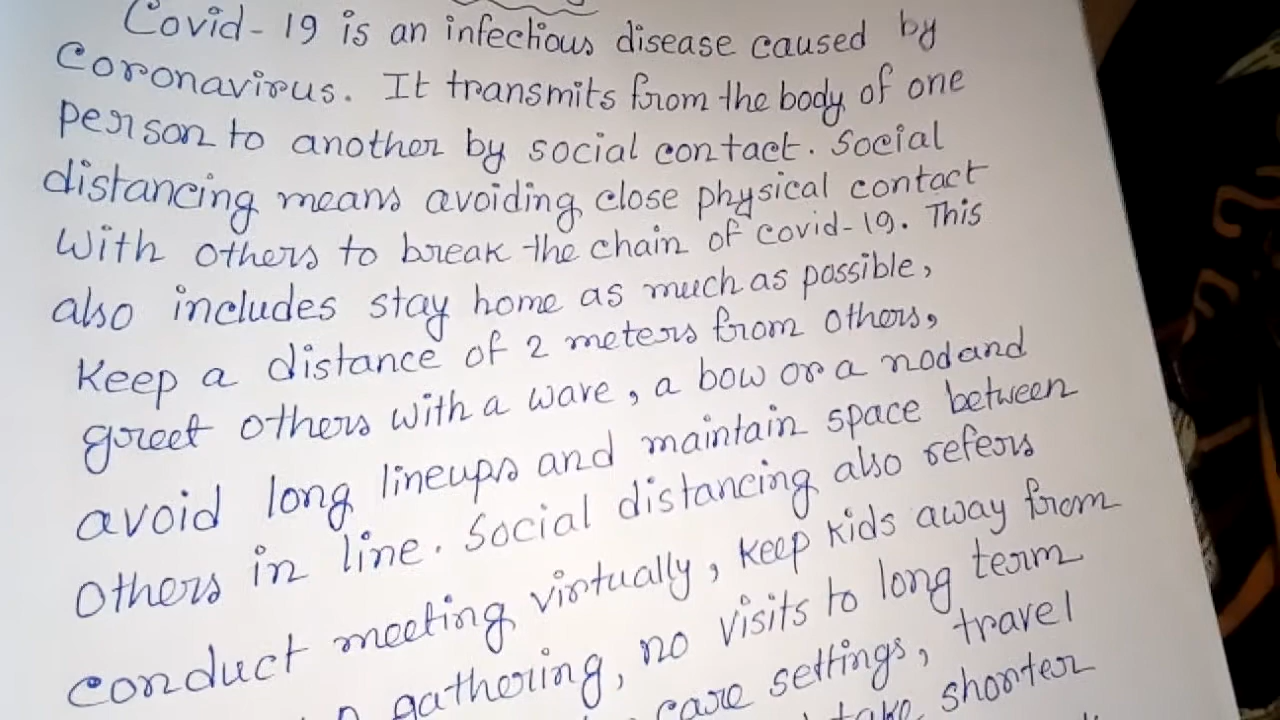 Covid-19 is an infectious disease caused by
Coronavirus. It transmits from the body of one
person to another by social contact. Social
distancing means avoiding close physical contact
With others to break the chain of covid-19. This
also includes stay home as much as possible,
Keep a distance of 2 meters from others,
greet others with a wave, a bow or a nod and
avoid long lineups and maintain space between
others in line. Social distancing also refers
conduct meeting virtually, keep kids away from
gathering, no visits to long term
care settings, travel
take shorter